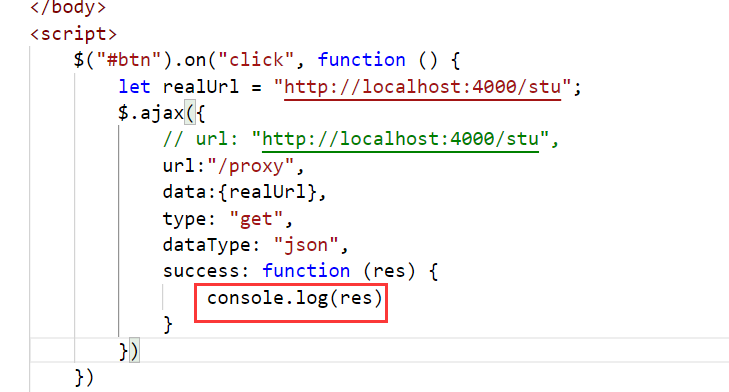 </body>
<script>
$("#btn").on("click", function () {
let realUrl = "http://localhost:4000/stu";
$.ajax({
// url: "http://localhost:4000/stu",
url:"/proxy",
data:{realUrl},
type: "get",
dataType: "json",
success: function (res) {
console.log(res)
}
})
})